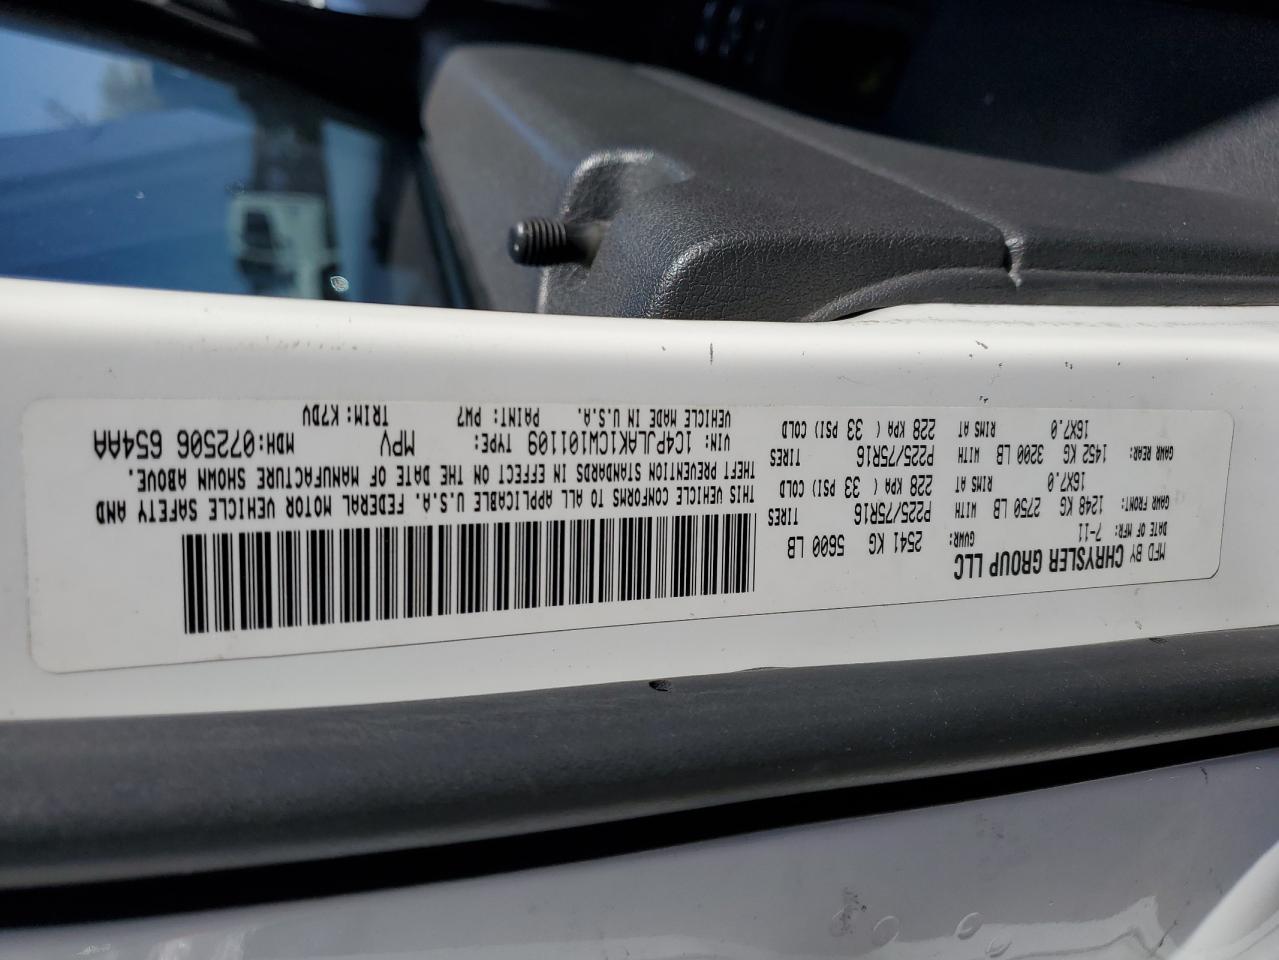 MFD BY CHRYSLER GROUP LLC
DATE OF MFR: 7-11 GVWR: 2541 KG 5600 LB
GAWR FRONT: WITH TIRES
1248 KG 2750 LB P225/75R16
RIMS AT
16X7.0 228 KPA ( 33 PSI) COLD
GAWR REAR: WITH TIRES
1452 KG 3200 LB P225/75R16
RIMS AT
16X7.0 228 KPA ( 33 PSI) COLD
THIS VEHICLE CONFORMS TO ALL APPLICABLE U.S.A. FEDERAL MOTOR VEHICLE SAFETY AND
THEFT PREVENTION STANDARDS IN EFFECT ON THE DATE OF MANUFACTURE SHOWN ABOVE.
VIN: 1C4PJLAK1CW101109 TYPE: MPV MDH: 072506 654AA
VEHICLE MADE IN U.S.A. PAINT: PW7 TRIM: K7DV